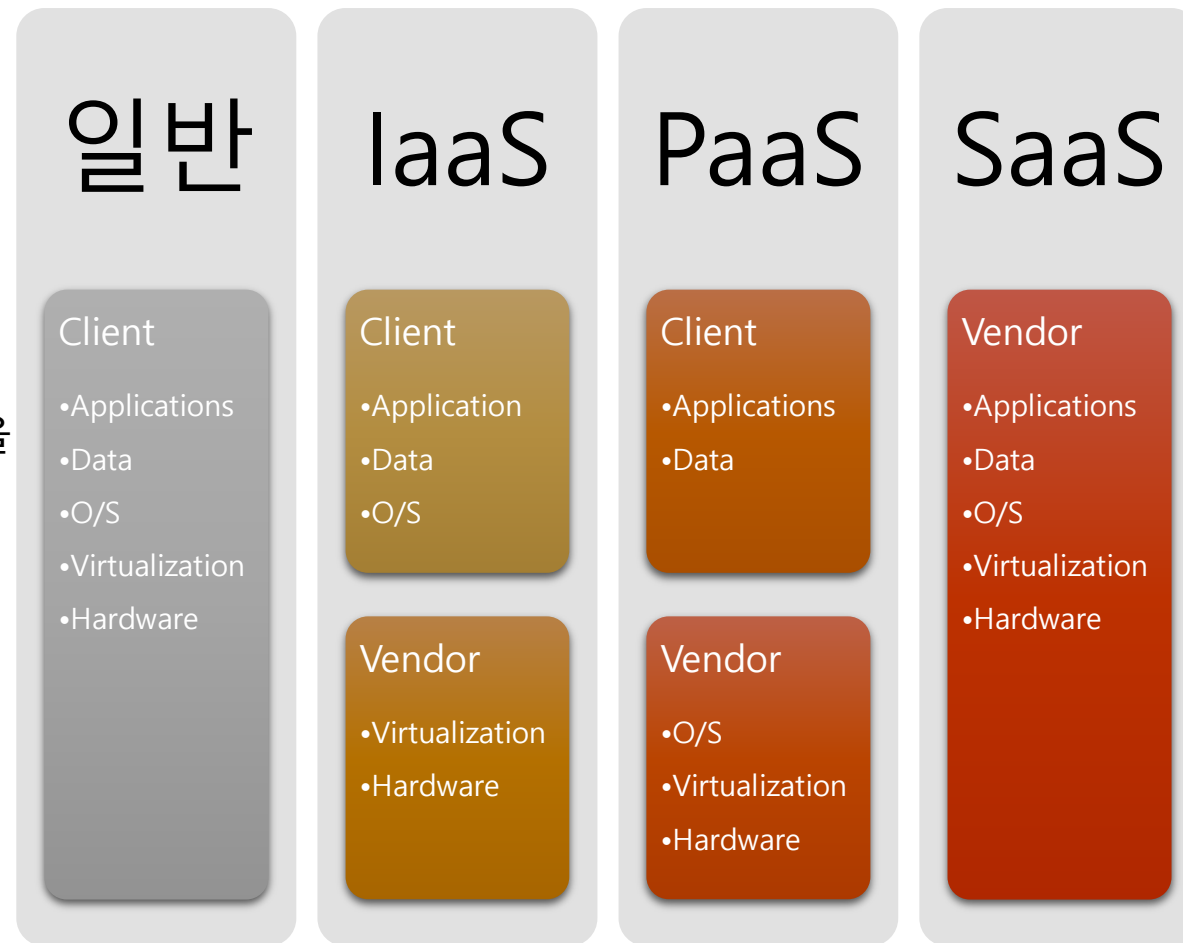 일반
Client
•Applications
•Data
•O/S
•Virtualization
•Hardware
IaaS
Client
•Application
•Data
•O/S
Vendor
•Virtualization
•Hardware
PaaS
Client
•Applications
•Data
Vendor
•O/S
•Virtualization
•Hardware
SaaS
Vendor
•Applications
•Data
•O/S
•Virtualization
•Hardware